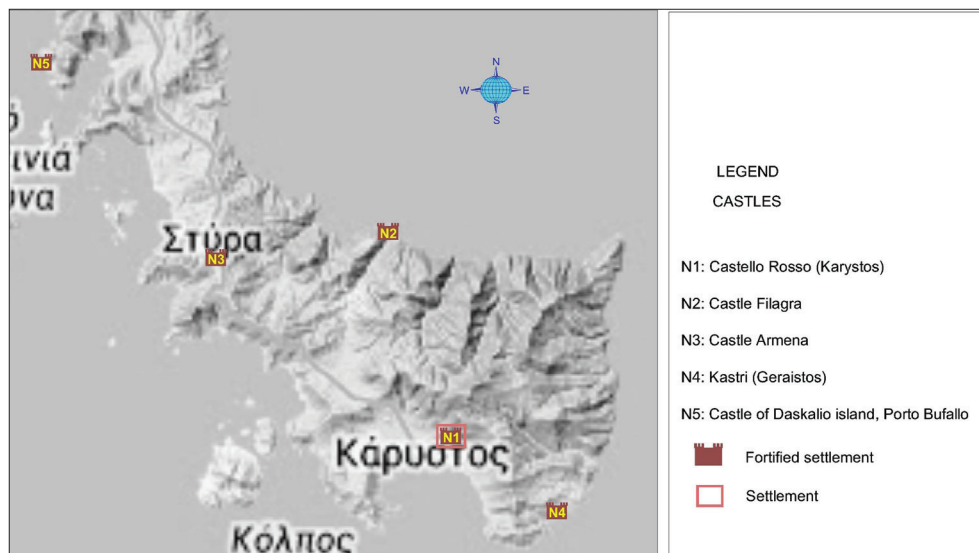 N5
N
W E
S
ό
ινιά
υνα
Στύρα
N2
N3
N1
Κάρυστος
N4
Κόλπος
LEGEND
CASTLES
N1: Castello Rosso (Karystos)
N2: Castle Filagra
N3: Castle Armena
N4: Kastri (Geraistos)
N5: Castle of Daskalio island, Porto Bufallo
Fortified settlement
Settlement